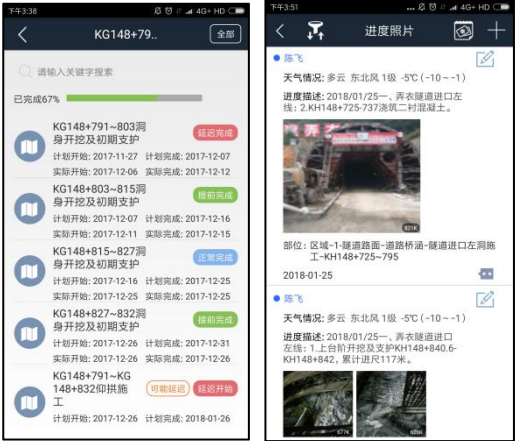 下午3:38
4G+ HD
KG148+79..
全部
请输入关键字搜索
已完成67%
KG148+791~803洞
身开挖及初期支护
延迟完成
计划开始: 2017-11-27 计划完成: 2017-12-07
实际开始: 2017-12-06 实际完成: 2017-12-12
KG148+803~815洞
身开挖及初期支护
提前完成
计划开始: 2017-12-07 计划完成: 2017-12-16
实际开始: 2017-12-11 实际完成: 2017-12-15
KG148+815~827洞
身开挖及初期支护
正常完成
计划开始: 2017-12-16 计划完成: 2017-12-25
实际开始: 2017-12-25 实际完成: 2017-12-25
KG148+827~832洞
身开挖及初期支护
提前完成
计划开始: 2017-12-26 计划完成: 2017-12-31
实际开始: 2017-12-26 实际完成: 2017-12-26
KG148+791~KG
148+832仰拱施
工
可能延迟
延迟开始
计划开始: 2017-12-26 计划完成: 2018-01-26
下午3:51
... 4G+ HD
进度照片
陈飞
天气情况: 多云 东北风 1级 -5℃ (-10~-1)
进度描述: 2018/01/25一、弄衣隧道进口左
线: 2.KH148+725-737浇筑二衬混凝土。
821K
部位: 区域-1-隧道路面-道路桥涵-隧道进口左洞施
工-KH148+725~795
2018-01-25
陈飞
天气情况: 多云 东北风 1级 -5℃ (-10~-1)
进度描述: 2018/01/25一、弄衣隧道进口
左线: 1.上台阶开挖及支护KH148+840.6-
KH148+842, 累计进尺117米。
677K